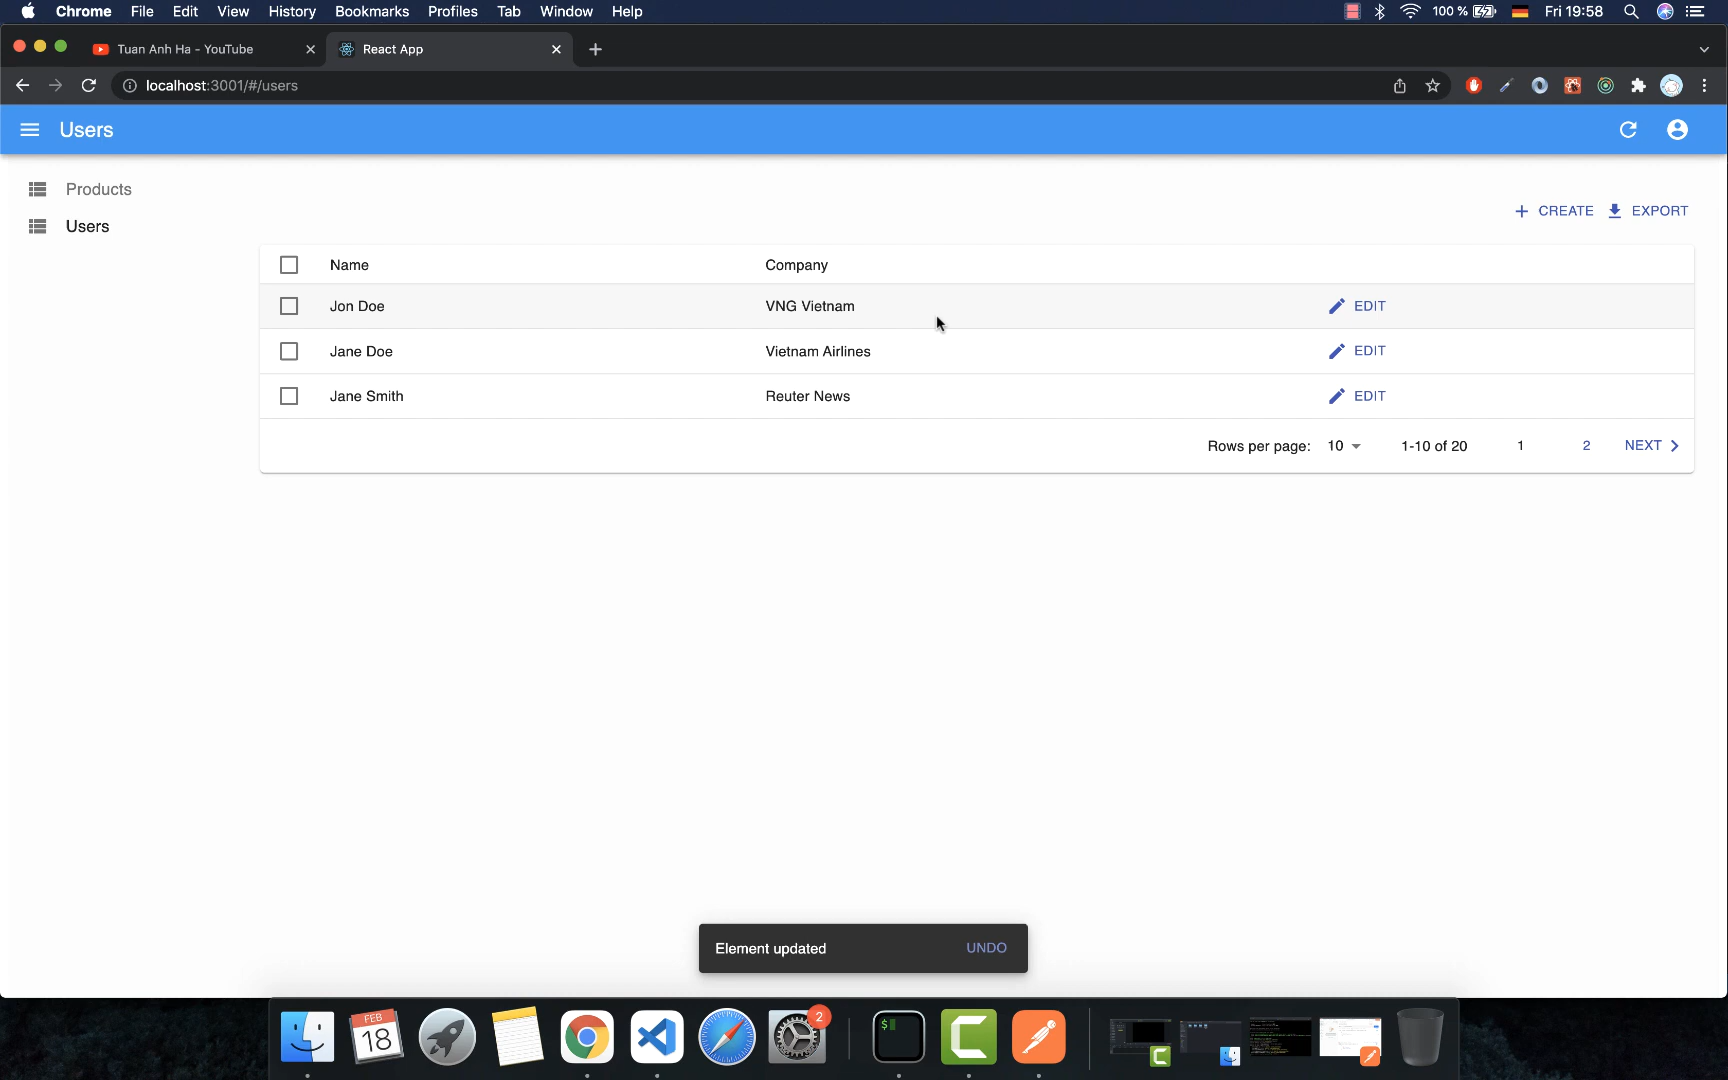 Chrome File Edit View History Bookmarks Profiles Tab Window Help 100 % Fri 19:58
Tuan Anh Ha - YouTube React App
localhost:3001/#/users
Users
Products
Users
CREATE EXPORT
Name Company
Jon Doe VNG Vietnam EDIT
Jane Doe Vietnam Airlines EDIT
Jane Smith Reuter News EDIT
Rows per page: 10 1-10 of 20 1 2 NEXT
Element updated UNDO
FEB
18
2
$